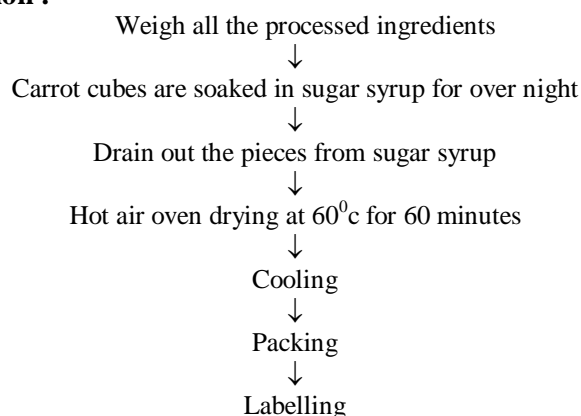 ion :
Weigh all the processed ingredients
↓
Carrot cubes are soaked in sugar syrup for over night
↓
Drain out the pieces from sugar syrup
↓
Hot air oven drying at 60⁰c for 60 minutes
↓
Cooling
↓
Packing
↓
Labelling